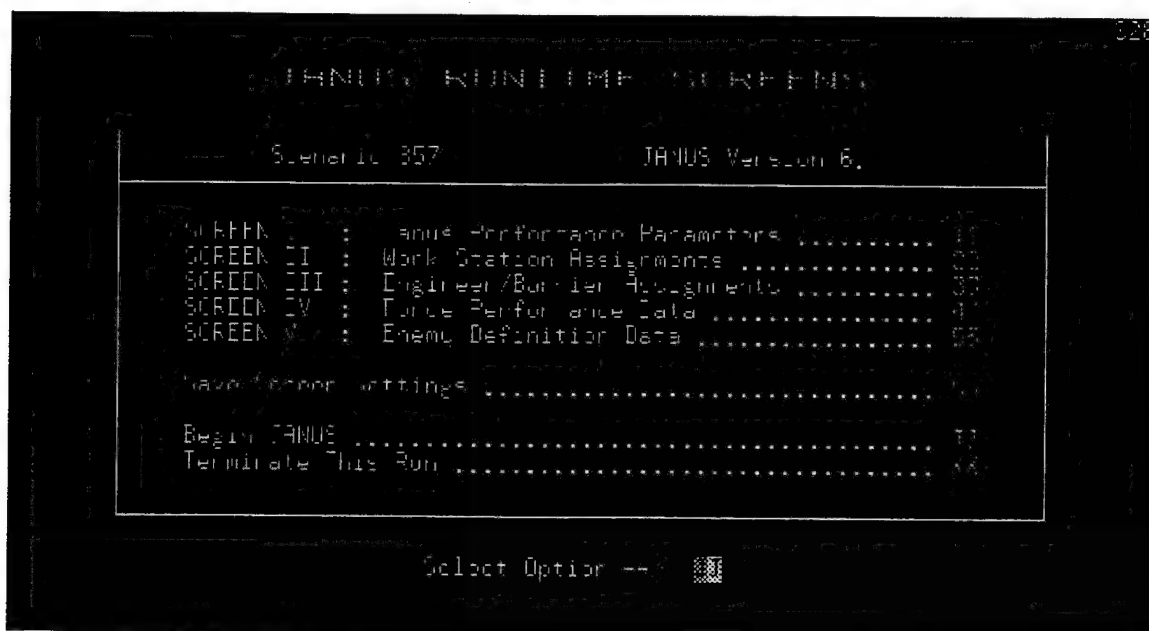 JANUS RUNTIME SCREENS
Scenario 357 JANUS Version 6.
SCREEN I : Janus Performance Parameters ..........
SCREEN II : Work Station Assignments ..............
SCREEN III : Engineer/Barrier Assignments ...........
SCREEN IV : Force Performance Data ................
SCREEN V : Enemy Definition Data .................
Save Screen Settings ................................
Begin JANUS .........................................
Terminate This Run ..................................
Select Option --